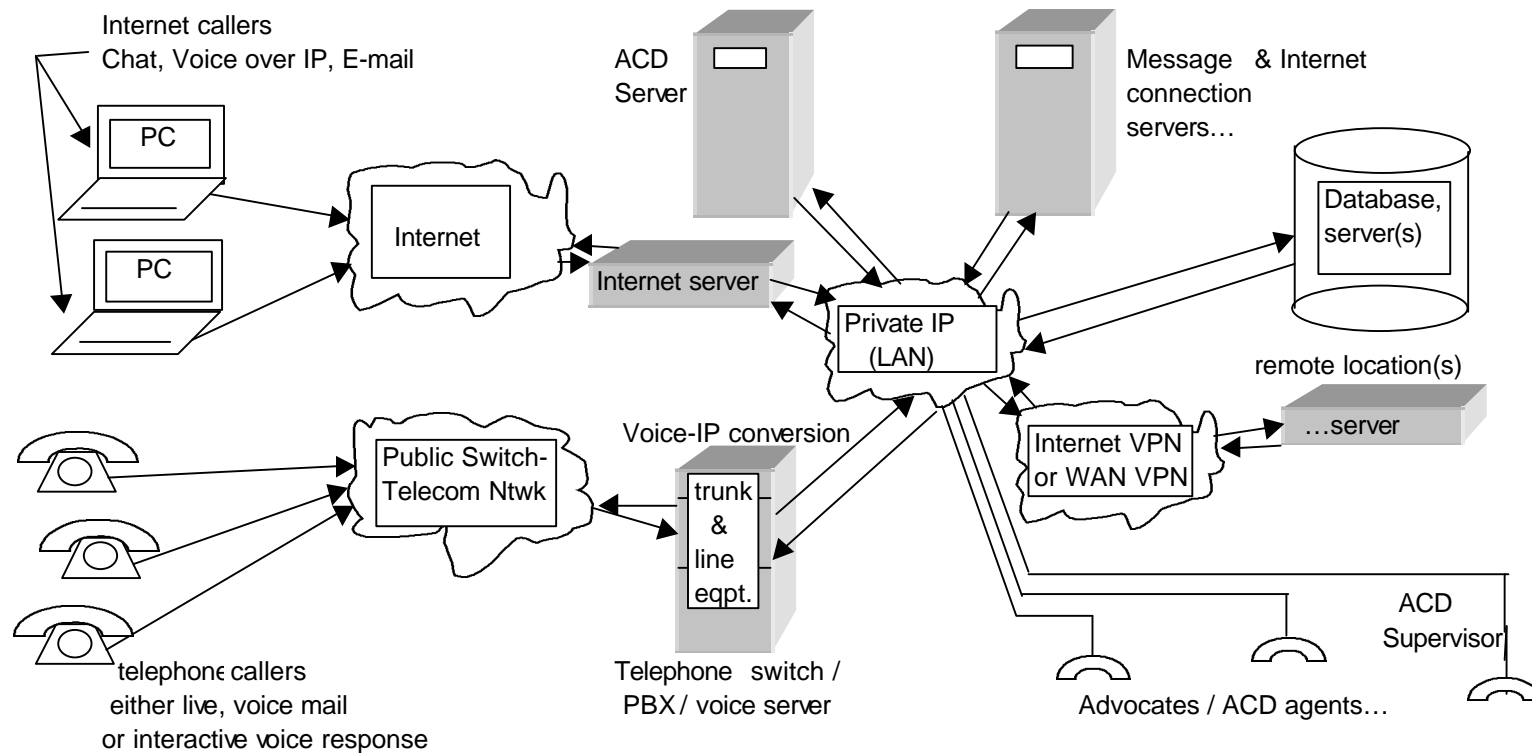 Internet callers
Chat, Voice over IP, E-mail
ACD
Server
Message & Internet
connection
servers…
PC
PC
Internet
Internet server
Database,
server(s)
Private IP
(LAN)
remote location(s)
…server
Internet VPN
or WAN VPN
Public Switch-
Telecom Ntwk
Voice-IP conversion
trunk
&
line
eqpt.
Telephone switch /
PBX / voice server
telephone callers
either live, voice mail
or interactive voice response
ACD
Supervisor
Advocates / ACD agents…